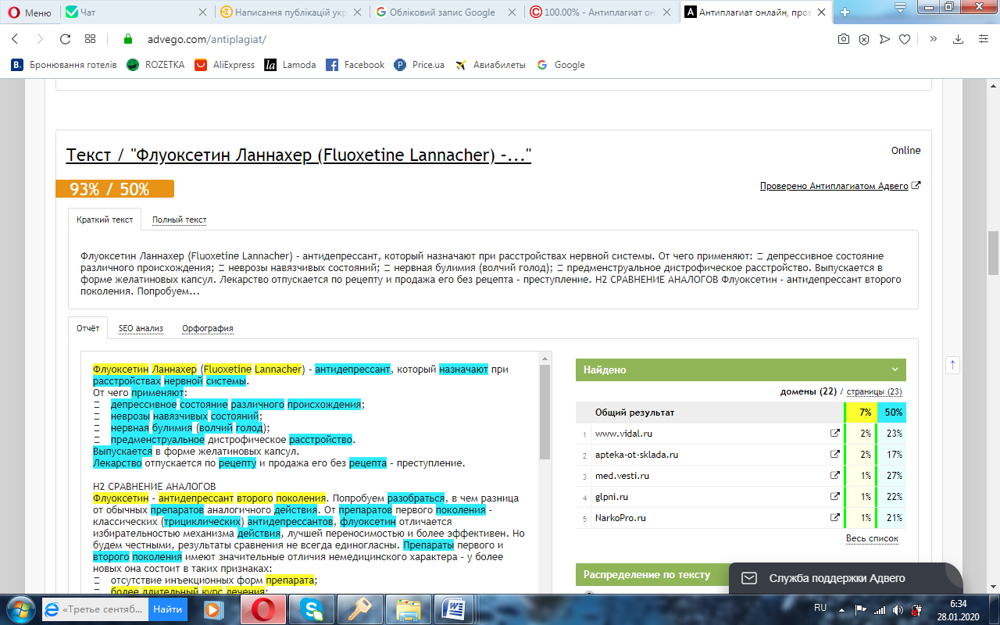 Меню
Чат
Написання публікацій укр
Обліковий запис Google
100.00% - Антиплагиат он
Антиплагиат онлайн, пров
advego.com/antiplagiat/
Бронювання готелів
ROZETKA
AliExpress
Lamoda
Facebook
Price.ua
Авиабилеты
Google
Текст / "Флуоксетин Ланнахер (Fluoxetine Lannacher) -..."
Online
93% / 50%
Проверено Антиплагиатом Адвего
Краткий текст
Полный текст
Флуоксетин Ланнахер (Fluoxetine Lannacher) - антидепрессант, который назначают при расстройствах нервной системы. От чего применяют: депрессивное состояние
различного происхождения; неврозы навязчивых состояний; нервная булимия (волчий голод); предменструальное дистрофическое расстройство. Выпускается в
форме желатиновых капсул. Лекарство отпускается по рецепту и продажа его без рецепта - преступление. H2 СРАВНЕНИЕ АНАЛОГОВ Флуоксетин - антидепрессант второго
поколения. Попробуем...
Отчёт
SEO анализ
Орфография
Флуоксетин Ланнахер (Fluoxetine Lannacher) - антидепрессант, который назначают при
расстройствах нервной системы.
От чего применяют:
депрессивное состояние различного происхождения;
неврозы навязчивых состояний;
нервная булимия (волчий голод);
предменструальное дистрофическое расстройство.
Выпускается в форме желатиновых капсул.
Лекарство отпускается по рецепту и продажа его без рецепта - преступление.
H2 СРАВНЕНИЕ АНАЛОГОВ
Флуоксетин - антидепрессант второго поколения. Попробуем разобраться, в чем разница
от обычных препаратов аналогичного действия. От препаратов первого поколения -
классических (трициклических) антидепрессантов, флуоксетин отличается
избирательностью механизма действия, лучшей переносимостью и более эффективен. Но
будем честными, результаты сравнения не всегда единогласны. Препараты первого и
второго поколения имеют значительные отличия немедицинского характера - у более
новых она состоит в таких признаках:
отсутствие инъекционных форм препарата;
более длительный курс лечения;
Найдено
домены (22) / страницы (23)
Общий результат 7% 50%
1 www.vidal.ru 2% 23%
2 apteka-ot-sklada.ru 2% 17%
3 med.vesti.ru 1% 27%
4 glpni.ru 1% 22%
5 NarkoPro.ru 1% 21%
Весь список
Распределение по тексту
Служба поддержки Адвего
«Третье сентяб...
Найти
RU
6:34
28.01.2020